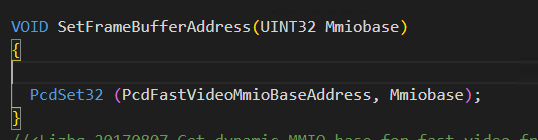 VOID SetFrameBufferAddress(UINT32 Mmiobase)
{
PcdSet32 (PcdFastVideoMmioBaseAddress, Mmiobase);
}